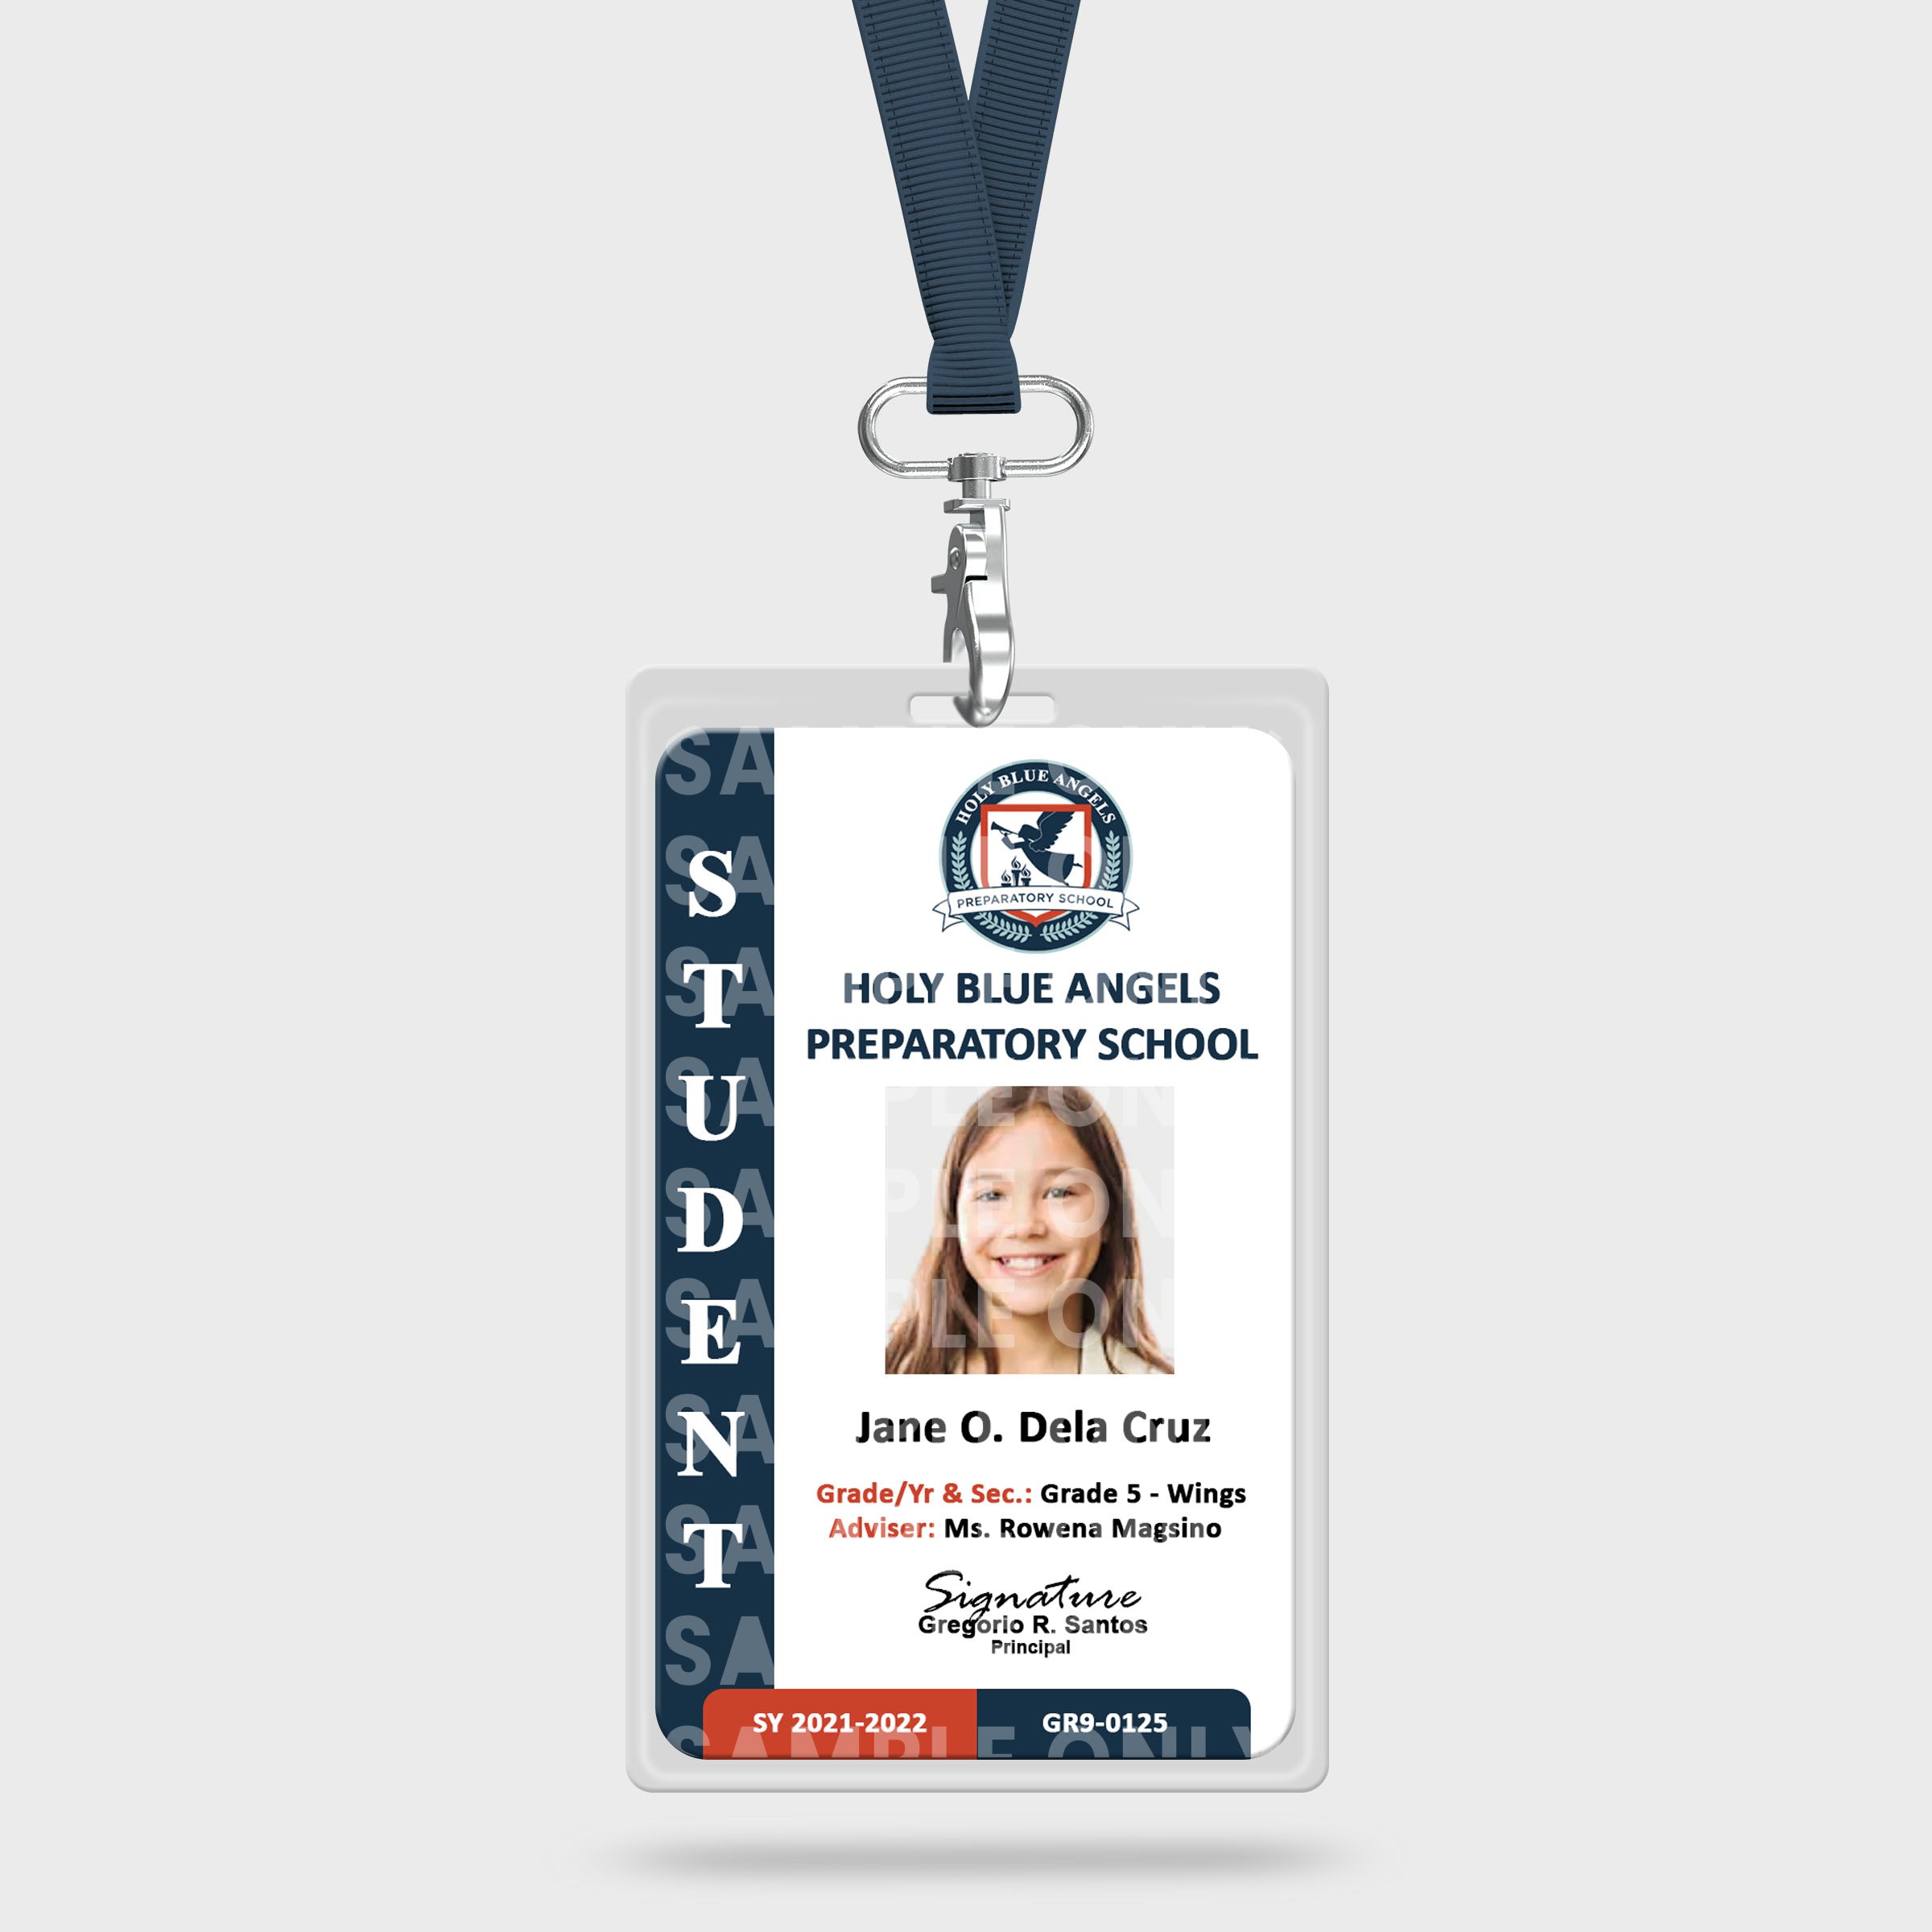 STUDENT
HOLY BLUE ANGELS
PREPARATORY SCHOOL
HOLY BLUE ANGELS
PREPARATORY SCHOOL
Jane O. Dela Cruz
Grade/Yr & Sec.: Grade 5 - Wings
Adviser: Ms. Rowena Magsino
Signature
Gregorio R. Santos
Principal
SY 2021-2022
GR9-0125
SAMPLE ONLY